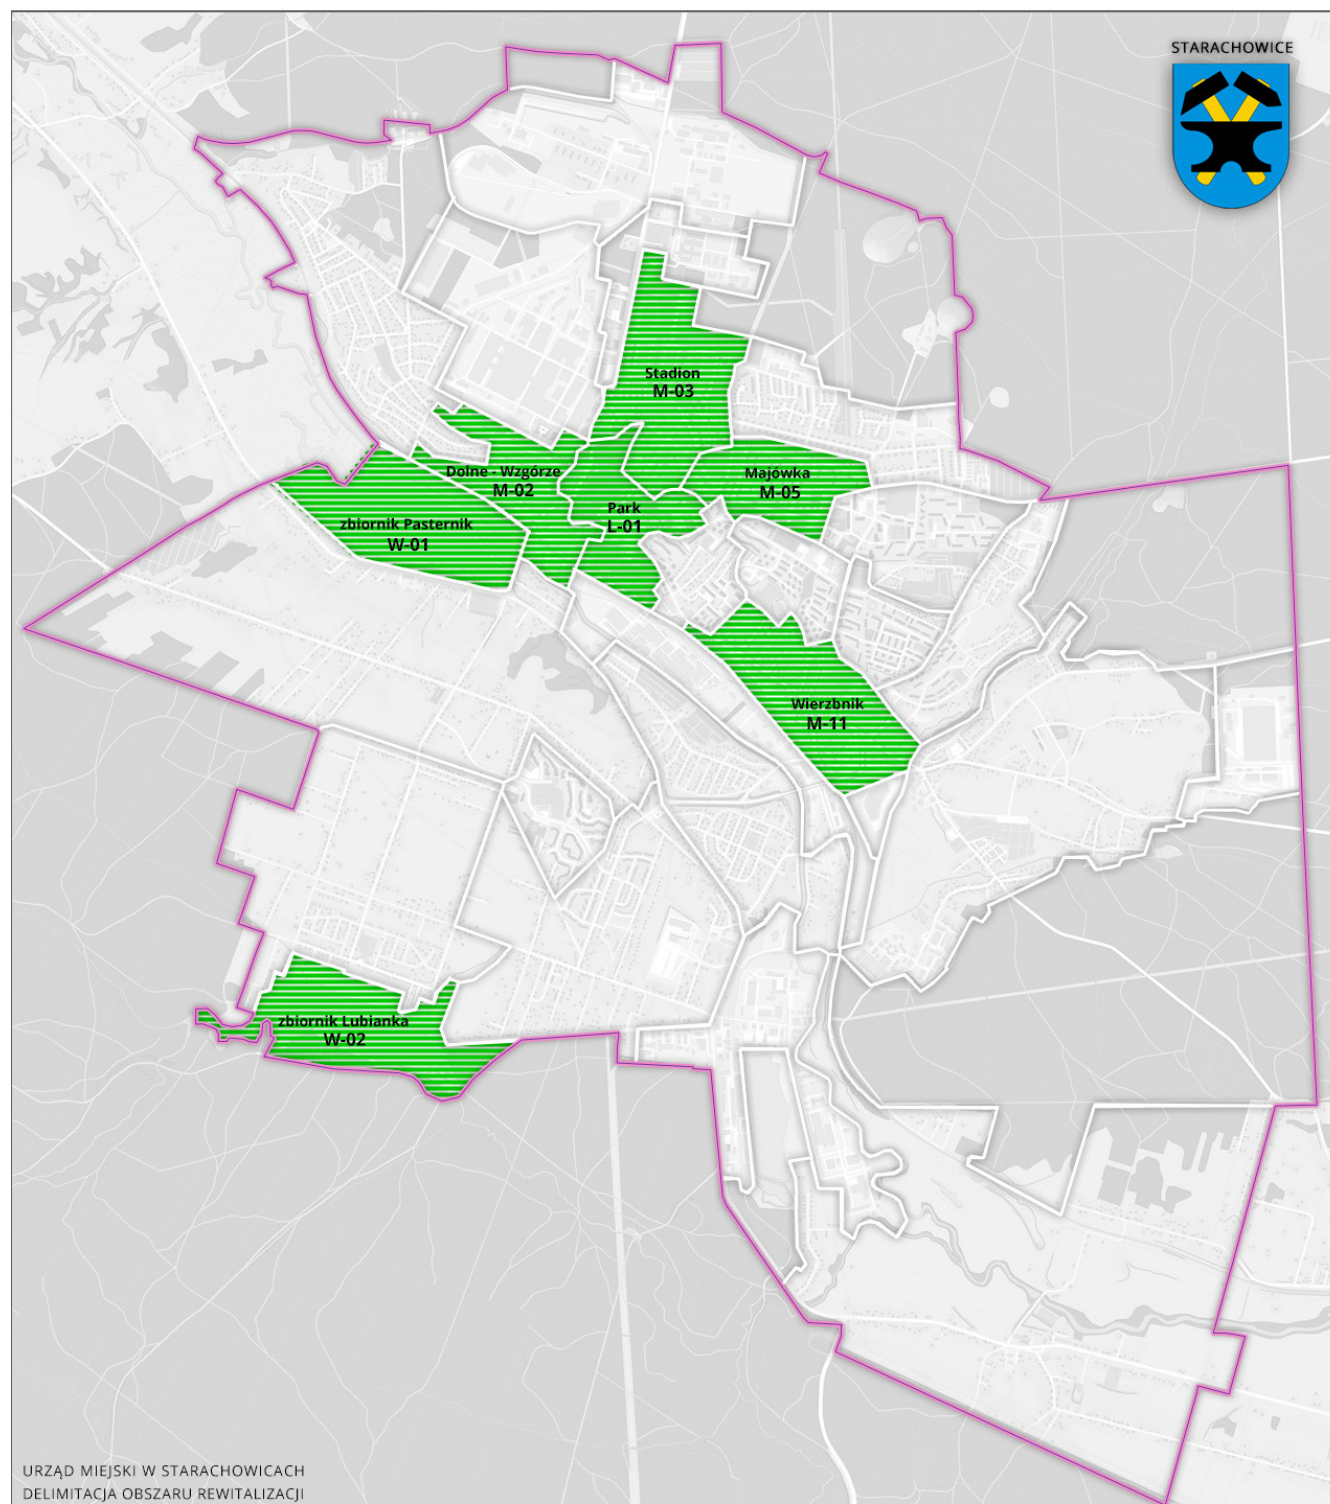 STARACHOWICE
Stadion
M-03
Dolne - Wzgórze
M-02
Majówka
M-05
Park
L-01
zbiornik Pasternik
W-01
Wierzbnik
M-11
zbiornik Lubianka
W-02
URZĄD MIEJSKI W STARACHOWICACH
DELIMITACJA OBSZARU REWITALIZACJI